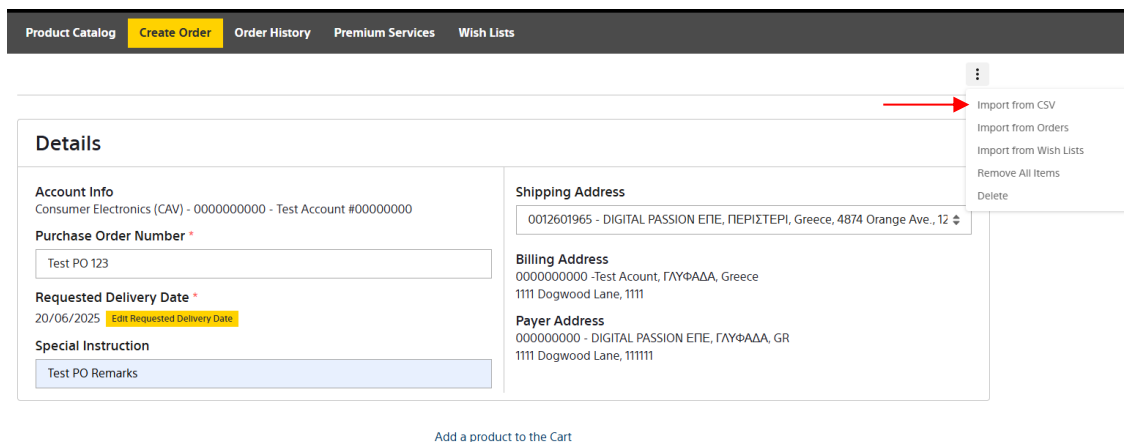 Product Catalog Create Order Order History Premium Services Wish Lists
Import from CSV
Import from Orders
Import from Wish Lists
Remove All Items
Delete
Details
Account Info
Consumer Electronics (CAV) - 0000000000 - Test Account #00000000
Purchase Order Number *
Test PO 123
Requested Delivery Date *
20/06/2025 Edit Requested Delivery Date
Special Instruction
Test PO Remarks
Shipping Address
0012601965 - DIGITAL PASSION ΕΠΕ, ΠΕΡΙΣΤΕΡΙ, Greece, 4874 Orange Ave., 12
Billing Address
0000000000 -Test Acount, ΓΛΥΦΑΔΑ, Greece
1111 Dogwood Lane, 1111
Payer Address
000000000 - DIGITAL PASSION ΕΠΕ, ΓΛΥΦΑΔΑ, GR
1111 Dogwood Lane, 111111
Add a product to the Cart